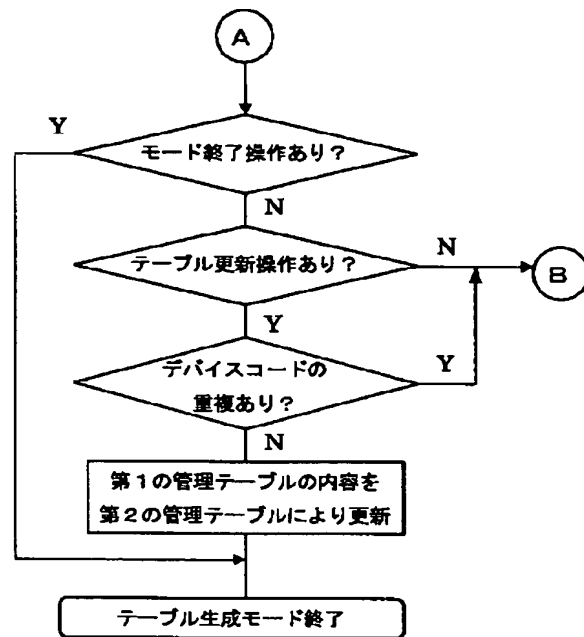 A
Y
モード終了操作あり？
N
テーブル更新操作あり？
N
B
Y
デバイスコードの
重複あり？
Y
N
第１の管理テーブルの内容を
第２の管理テーブルにより更新
テーブル生成モード終了